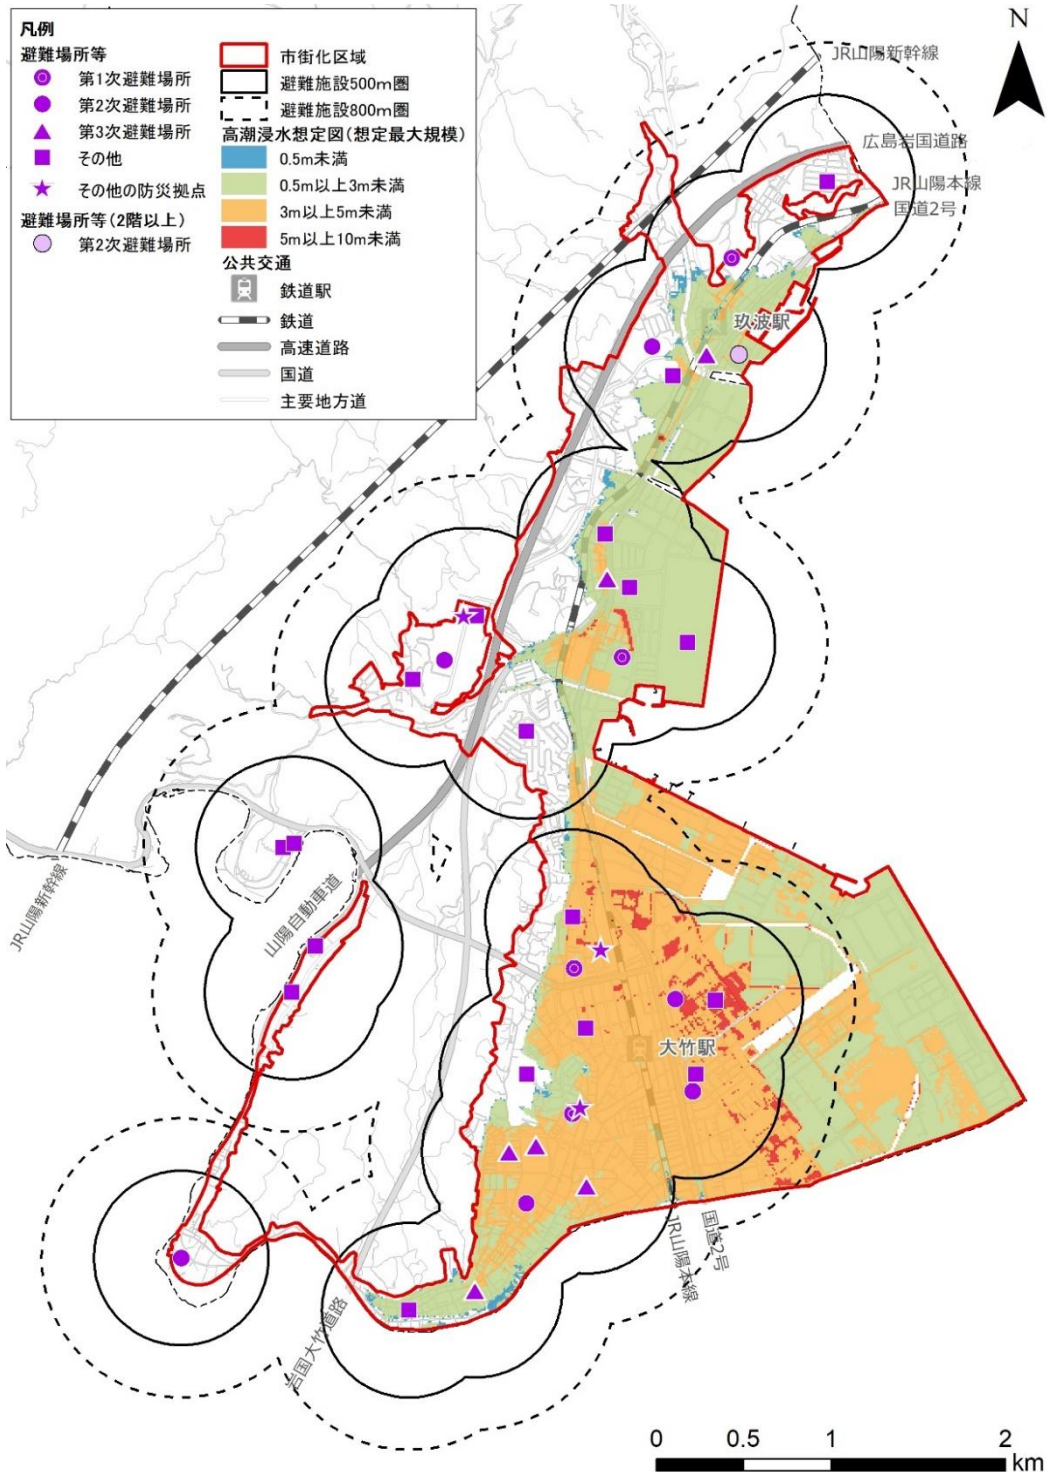 凡例
避難場所等
第1次避難場所
第2次避難場所
第3次避難場所
その他
その他の防災拠点
避難場所等(2階以上)
第2次避難場所
市街化区域
避難施設500m圏
避難施設800m圏
高潮浸水想定図(想定最大規模)
0.5m未満
0.5m以上3m未満
3m以上5m未満
5m以上10m未満
公共交通
鉄道駅
鉄道
高速道路
国道
主要地方道
N
JR山陽新幹線
広島岩国道路
JR山陽本線
国道2号
玖波駅
JR山陽新幹線
山陽自動車道
大竹駅
岩国大竹道路
JR山陽本線
国道2号
0 0.5 1 2
km